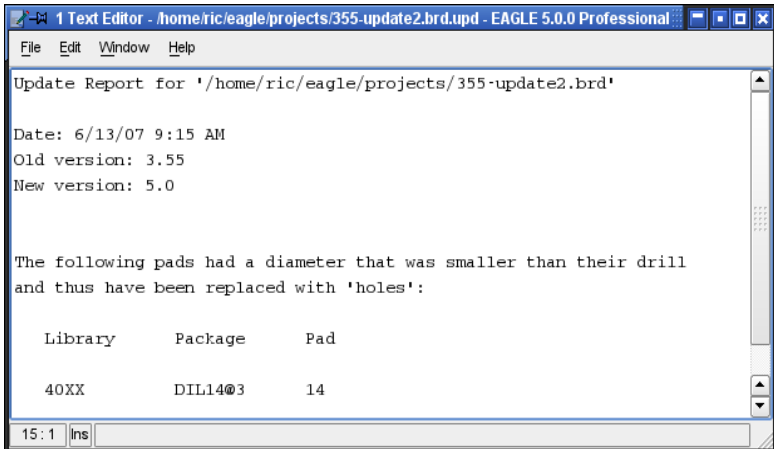 1 Text Editor - /home/ric/eagle/projects/355-update2.brd.upd - EAGLE 5.0.0 Professional
File Edit Window Help
Update Report for '/home/ric/eagle/projects/355-update2.brd'
Date: 6/13/07 9:15 AM
Old version: 3.55
New version: 5.0
The following pads had a diameter that was smaller than their drill
and thus have been replaced with 'holes':
Library Package Pad
40XX DIL14@3 14
15:1 Ins